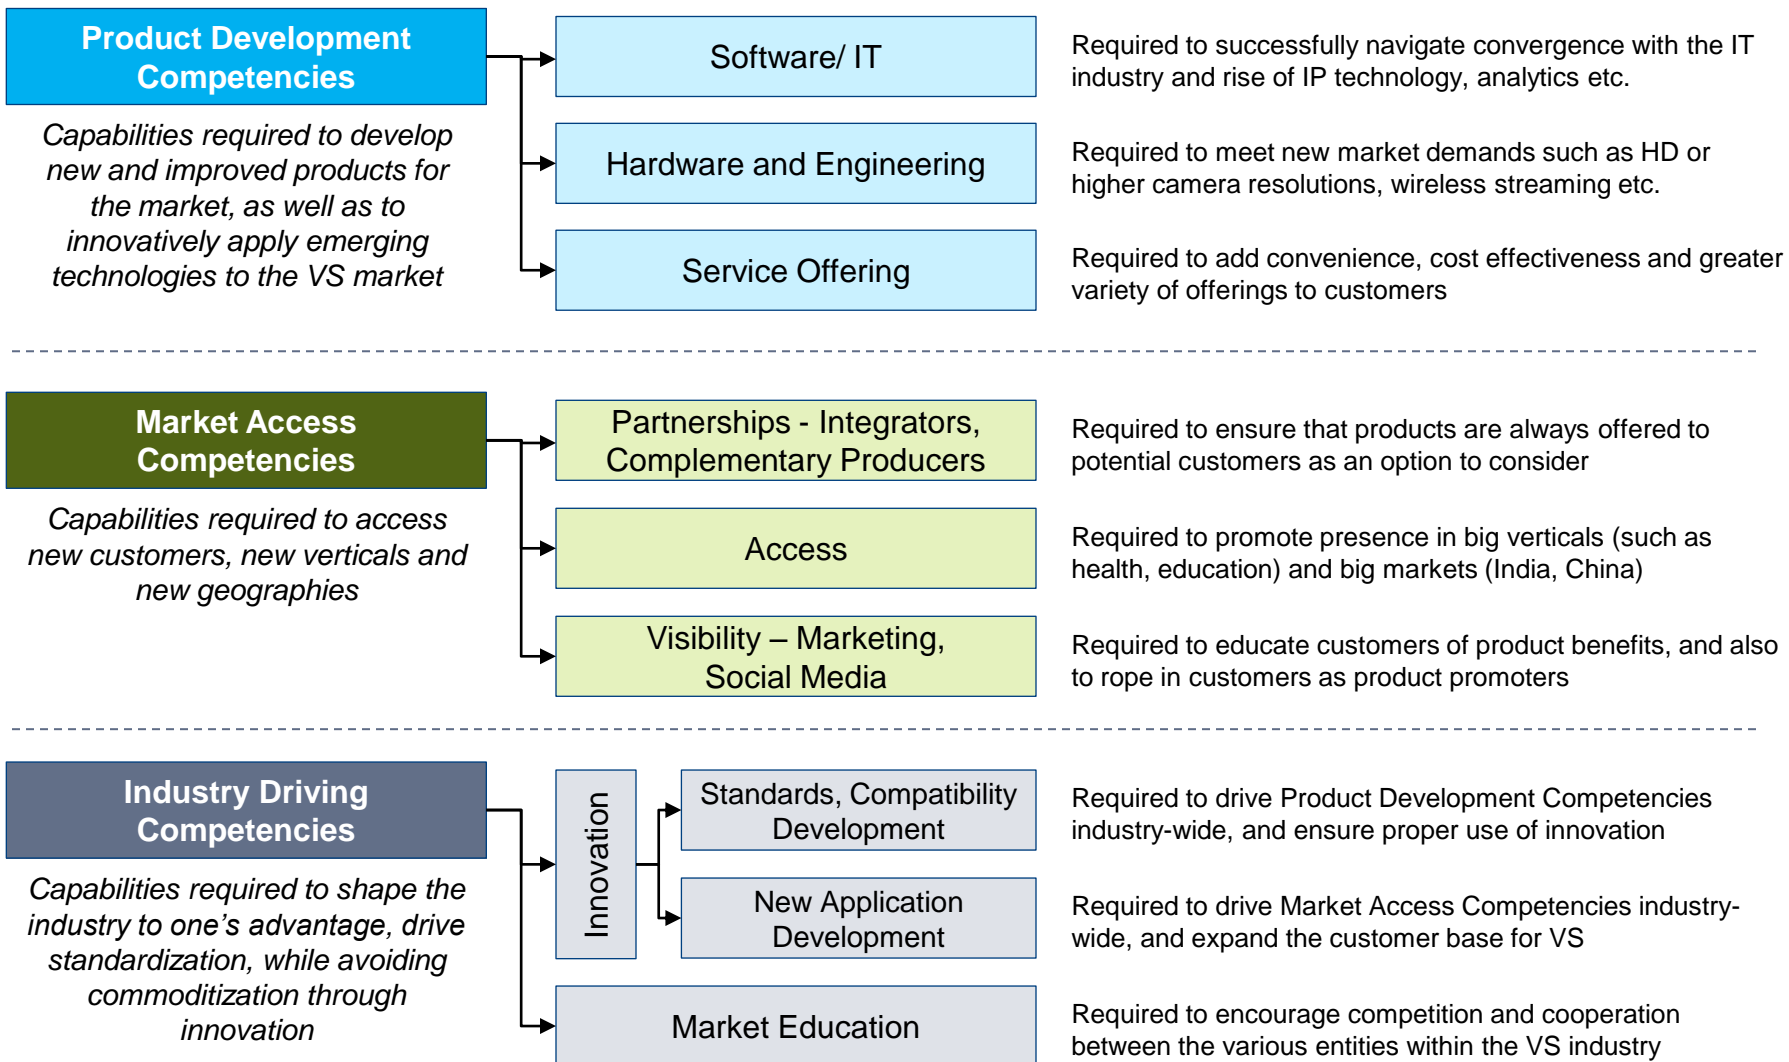 Product Development
Competencies
Capabilities required to develop
new and improved products for
the market, as well as to
innovatively apply emerging
technologies to the VS market
Software/ IT
Required to successfully navigate convergence with the IT
industry and rise of IP technology, analytics etc.
Hardware and Engineering
Required to meet new market demands such as HD or
higher camera resolutions, wireless streaming etc.
Service Offering
Required to add convenience, cost effectiveness and greater
variety of offerings to customers
Market Access
Competencies
Capabilities required to access
new customers, new verticals and
new geographies
Partnerships - Integrators,
Complementary Producers
Required to ensure that products are always offered to
potential customers as an option to consider
Access
Required to promote presence in big verticals (such as
health, education) and big markets (India, China)
Visibility – Marketing,
Social Media
Required to educate customers of product benefits, and also
to rope in customers as product promoters
Industry Driving
Competencies
Capabilities required to shape the
industry to one’s advantage, drive
standardization, while avoiding
commoditization through
innovation
Innovation
Standards, Compatibility
Development
Required to drive Product Development Competencies
industry-wide, and ensure proper use of innovation
New Application
Development
Required to drive Market Access Competencies industry-
wide, and expand the customer base for VS
Market Education
Required to encourage competition and cooperation
between the various entities within the VS industry